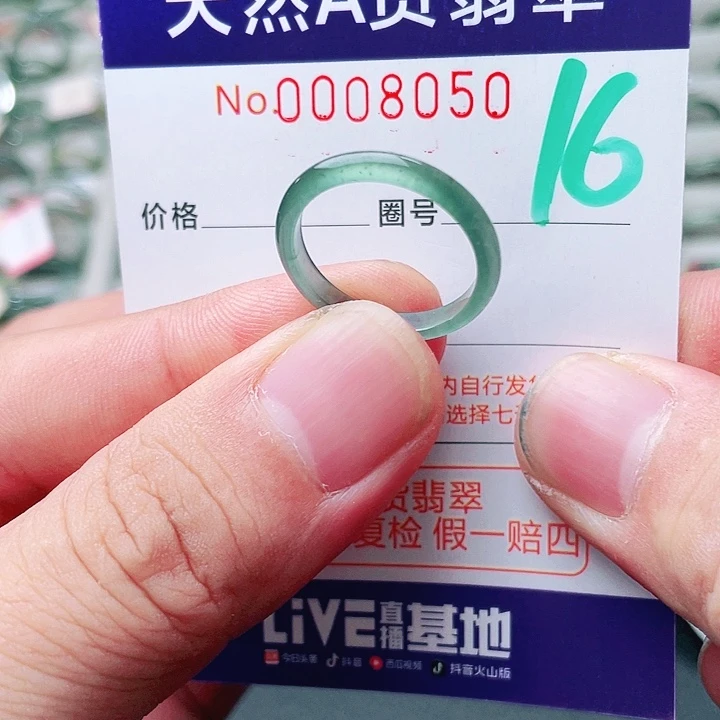 天然A货翡翠
No.0008050
16
价格 圈号
内自行发货
选择七
货翡翠
复检 假一赔四
LiVE直播基地
今日头条 抖音 西瓜视频 抖音火山版